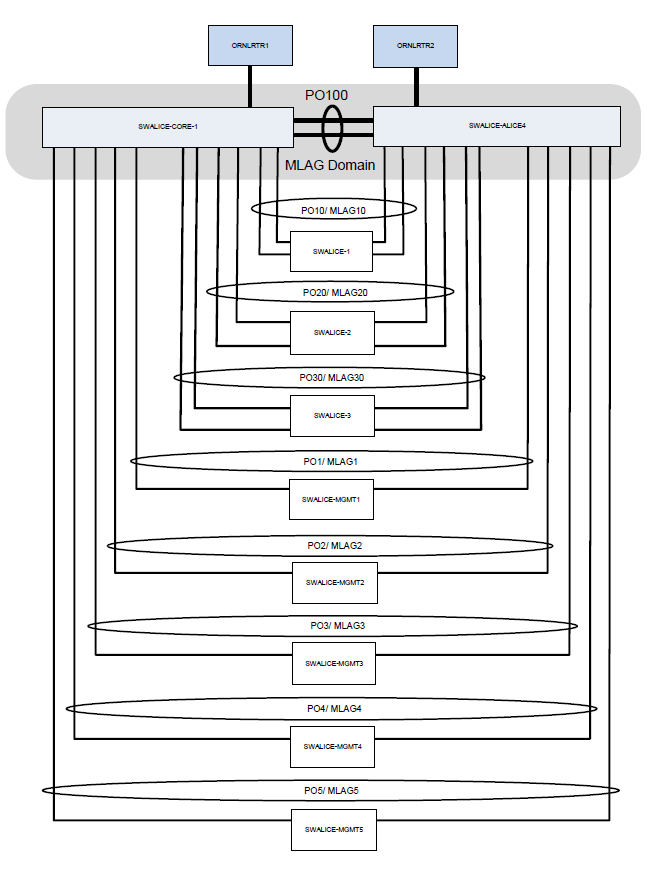 ORNLRTR1
ORNLRTR2
PO100
SWALICE-CORE-1
SWALICE-ALICE4
MLAG Domain
PO10/ MLAG10
SWALICE-1
PO20/ MLAG20
SWALICE-2
PO30/ MLAG30
SWALICE-3
PO1/ MLAG1
SWALICE-MGMT1
PO2/ MLAG2
SWALICE-MGMT2
PO3/ MLAG3
SWALICE-MGMT3
PO4/ MLAG4
SWALICE-MGMT4
PO5/ MLAG5
SWALICE-MGMT5